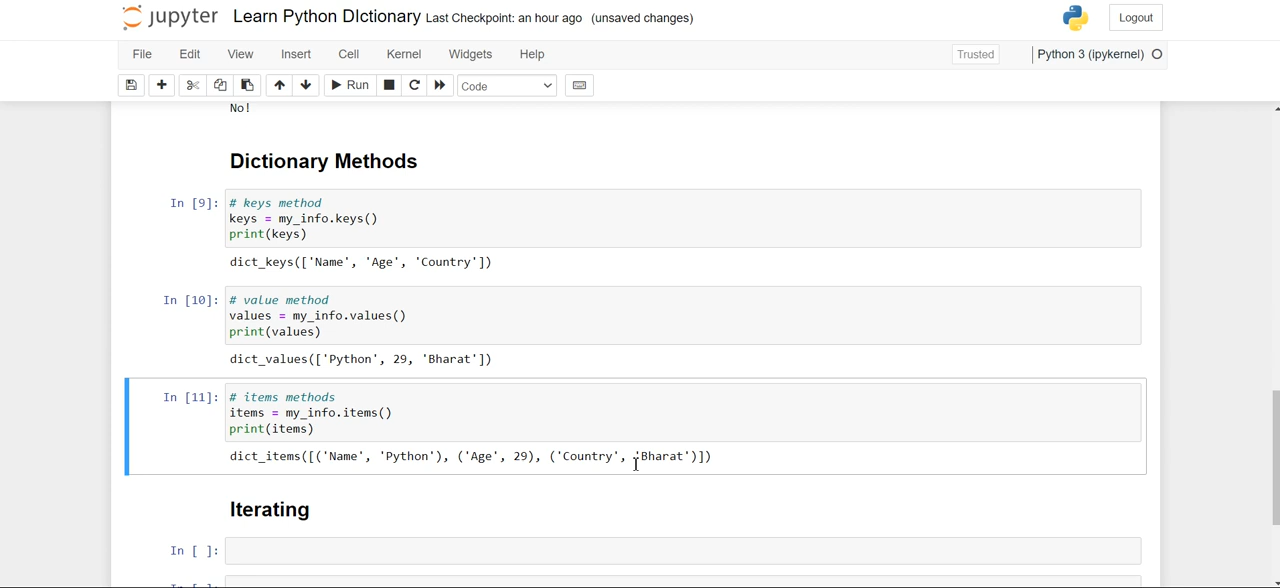 jupyter Learn Python DIctionary Last Checkpoint: an hour ago (unsaved changes) Logout
File Edit View Insert Cell Kernel Widgets Help Trusted Python 3 (ipykernel)
Run Code
No!
Dictionary Methods
In [9]: # keys method
keys = my_info.keys()
print(keys)
dict_keys(['Name', 'Age', 'Country'])
In [10]: # value method
values = my_info.values()
print(values)
dict_values(['Python', 29, 'Bharat'])
In [11]: # items methods
items = my_info.items()
print(items)
dict_items([('Name', 'Python'), ('Age', 29), ('Country', 'Bharat')])
Iterating
In [ ]:
In [ ]: